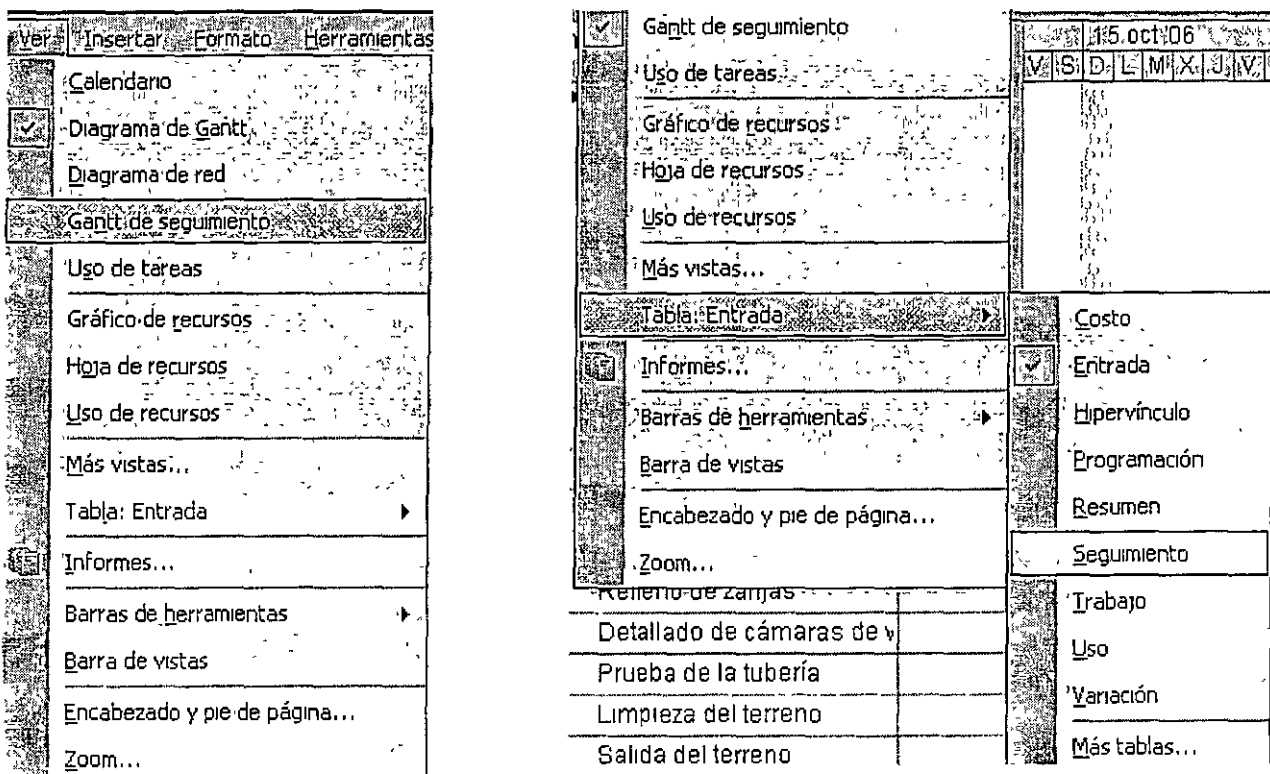 Ver Insertar Formato Herramientas
Calendario
Diagrama de Gantt
Diagrama de red
Gantt de seguimiento
Uso de tareas
Gráfico de recursos
Hoja de recursos
Uso de recursos
Más vistas...
Tabla: Entrada
Informes...
Barras de herramientas
Barra de vistas
Encabezado y pie de página...
Zoom...
Gantt de seguimiento
Uso de tareas
Gráfico de recursos
Hoja de recursos
Uso de recursos
Más vistas...
Tabla: Entrada
Informes...
Barras de herramientas
Barra de vistas
Encabezado y pie de página...
Zoom...
15 oct '06
V S D L M X J V
Costo
Entrada
Hipervínculo
Programación
Resumen
Seguimiento
Trabajo
Uso
Variación
Más tablas...
Relleno de zanjas
Detallado de cámaras de v
Prueba de la tubería
Limpieza del terreno
Salida del terreno